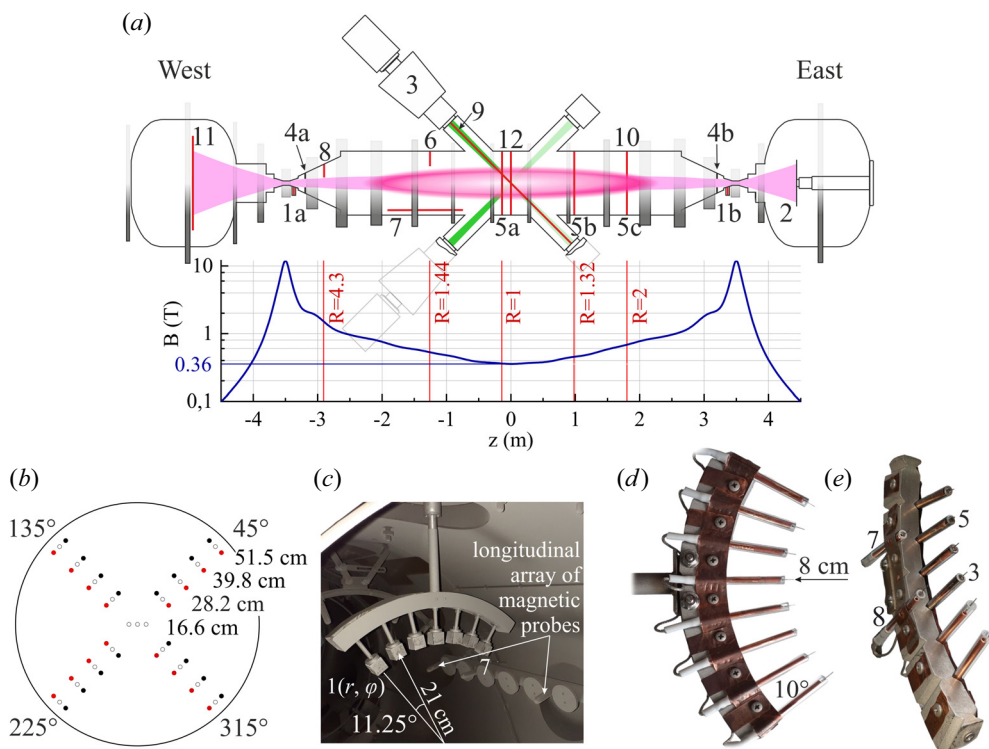 (a)
West
East
3
9
11
4a
8
6
12
10
4b
1a
7
5a
5b
5c
1b
2
B (T)
10
1
0.36
0,1
R=4.3
R=1.44
R=1
R=1.32
R=2
-4
-3
-2
-1
0
1
2
3
4
z (m)
(b)
135°
45°
51.5 cm
39.8 cm
28.2 cm
16.6 cm
225°
315°
(c)
longitudinal
array of
magnetic
probes
7
1(r, φ)
21 cm
11.25°
(d)
8 cm
10°
(e)
5
7
3
8